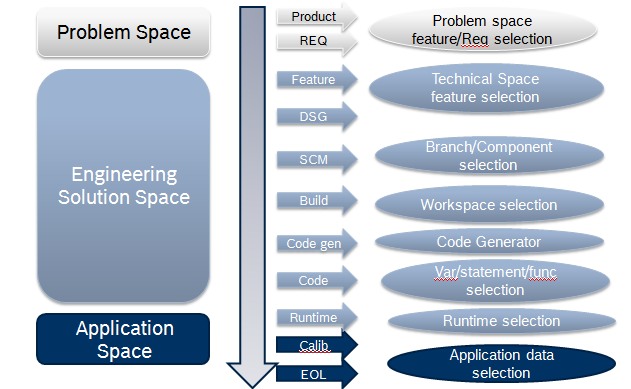 Problem Space
Engineering
Solution Space
Application
Space
Product
REQ
Feature
DSG
SCM
Build
Code gen
Code
Runtime
Calib.
EOL
Problem space
feature/Req selection
Technical Space
feature selection
Branch/Component
selection
Workspace selection
Code Generator
Var/statement/func
selection
Runtime selection
Application data
selection